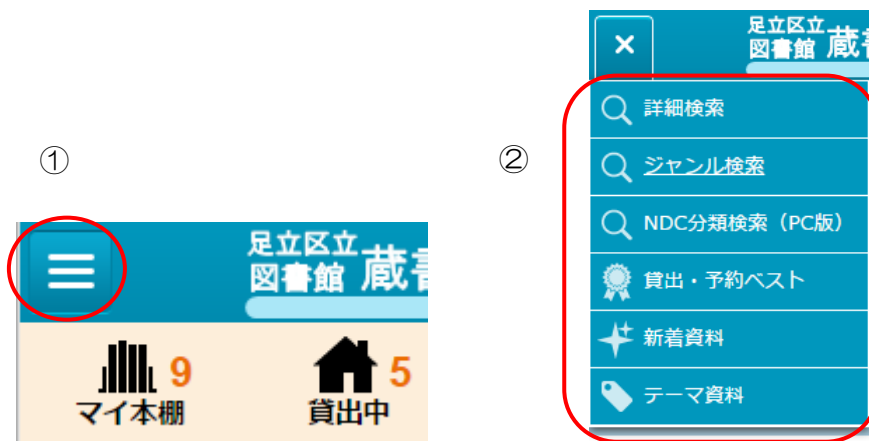 ①
足立区立
図書館 蔵
9
マイ本棚
5
貸出中
②
×
足立区立
図書館 蔵
詳細検索
ジャンル検索
NDC分類検索（PC版）
貸出・予約ベスト
新着資料
テーマ資料